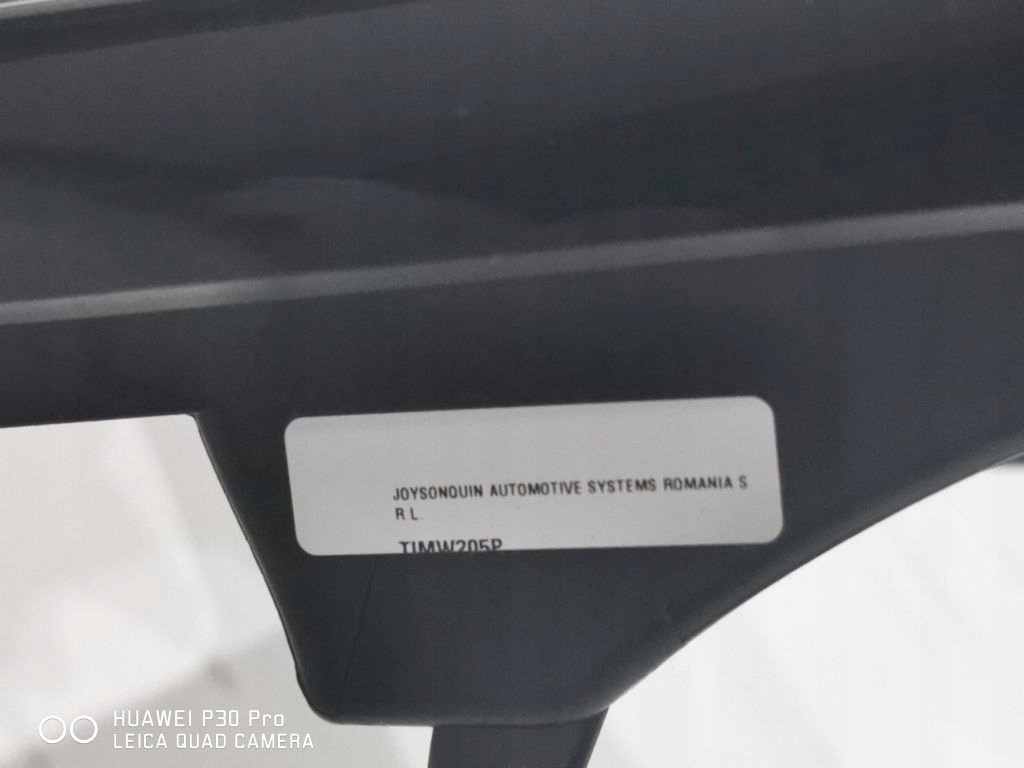 JOYSONQUIN AUTOMOTIVE SYSTEMS ROMANIA S
R L.
TIMW205P
HUAWEI P30 Pro
LEICA QUAD CAMERA